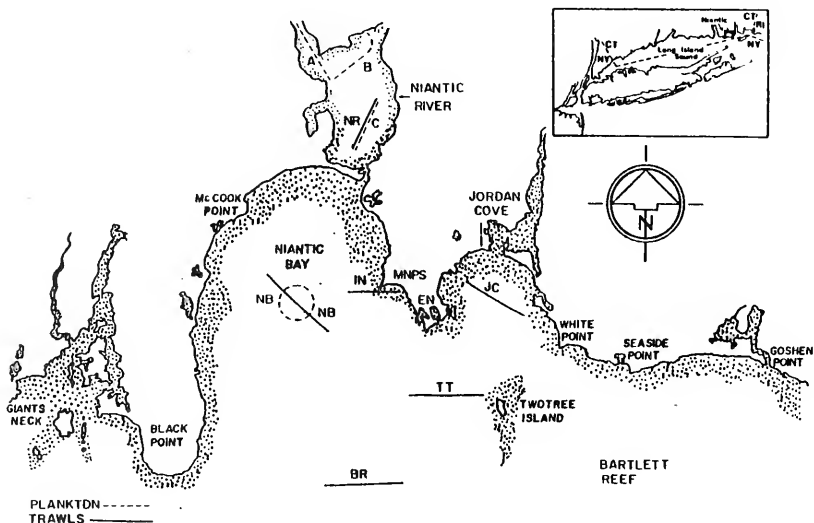 Niantic
CT
RI
CT
NY
NY
Long Island
Sound
A
B
NIANTIC
RIVER
NR
C
McCOOK
POINT
JORDAN
COVE
N
NIANTIC
BAY
IN
MNPS
NB
NB
EN
JC
WHITE
POINT
SEASIDE
POINT
GOSHEN
POINT
GIANTS
NECK
BLACK
POINT
TT
TWOTREE
ISLAND
BR
BARTLETT
REEF
PLANKTON
TRAWLS